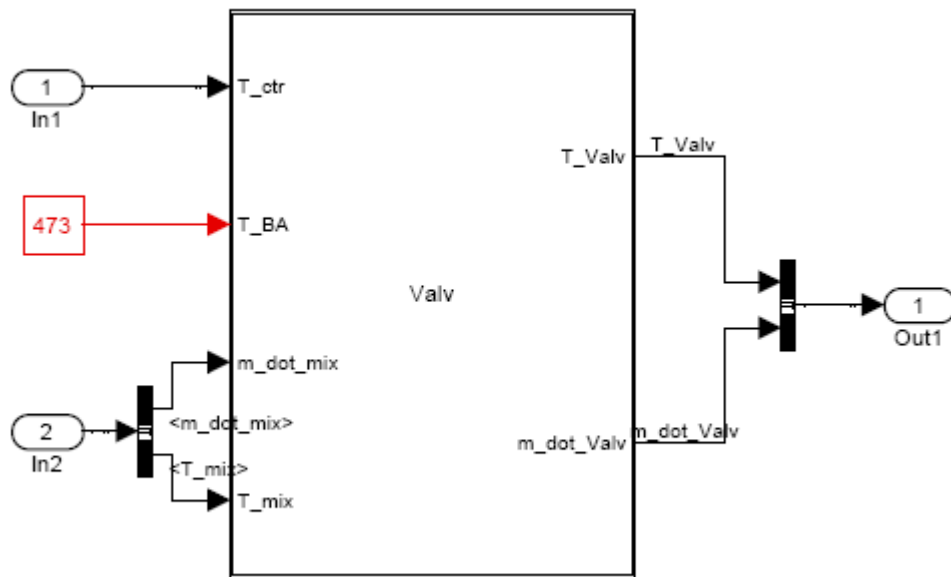 1
In1
T_ctr
T_Valv
T_Valv
473
T_BA
Valv
1
Out1
m_dot_mix
<m_dot_mix>
2
In2
m_dot_Valv
m_dot_Valv
<T_mix>
T_mix